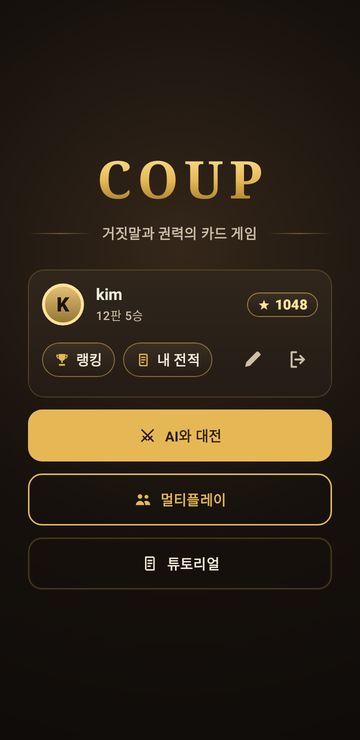 COUP
거짓말과 권력의 카드 게임
K
kim
12판 5승
★ 1048
랭킹
내 전적
AI와 대전
멀티플레이
튜토리얼